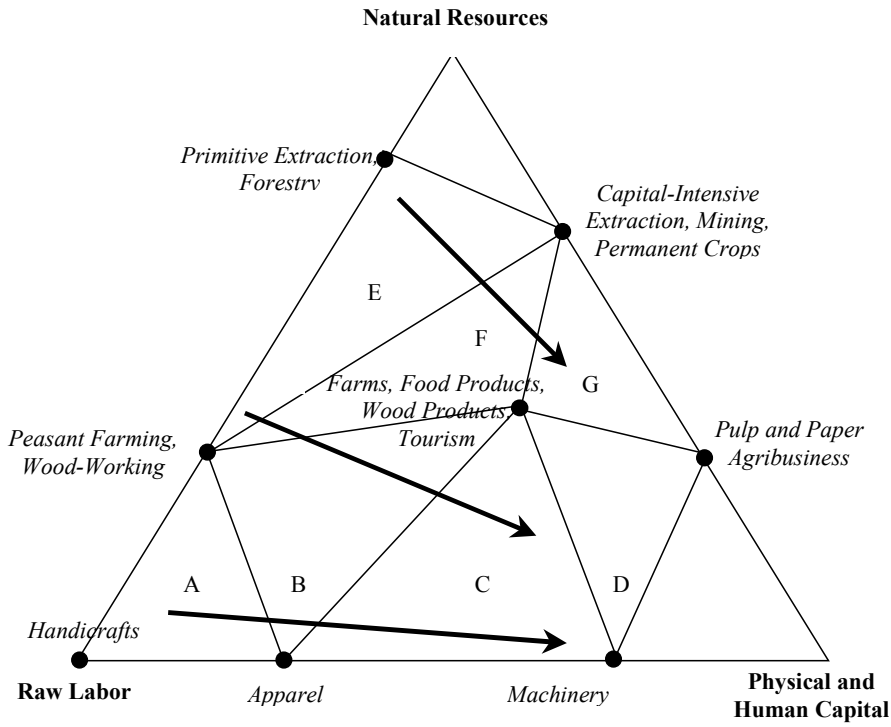 Natural Resources
Primitive Extraction,
Forestry
Capital-Intensive
Extraction, Mining,
Permanent Crops
E
F
G
Farms, Food Products,
Wood Products,
Tourism
Peasant Farming,
Wood-Working
Pulp and Paper
Agribusiness
A
B
C
D
Handicrafts
Raw Labor
Apparel
Machinery
Physical and
Human Capital